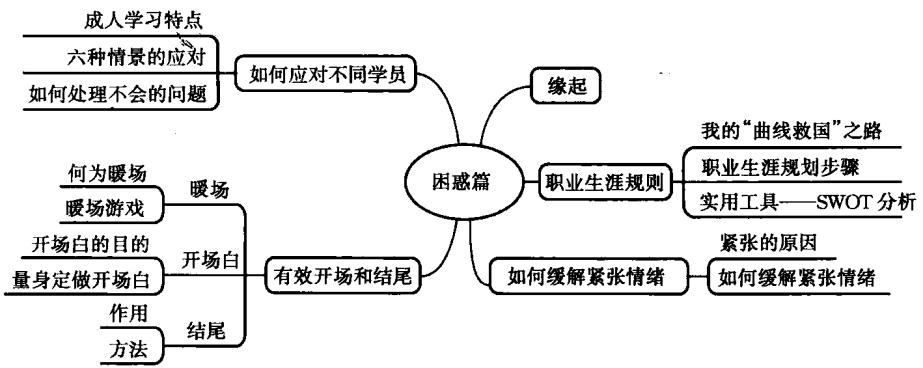 困惑篇
缘起
职业生涯规则
我的“曲线救国”之路
职业生涯规划步骤
实用工具——SWOT 分析
如何缓解紧张情绪
紧张的原因
如何缓解紧张情绪
如何应对不同学员
成人学习特点
六种情景的应对
如何处理不会的问题
有效开场和结尾
暖场
何为暖场
暖场游戏
开场白
开场白的目的
量身定做开场白
结尾
作用
方法